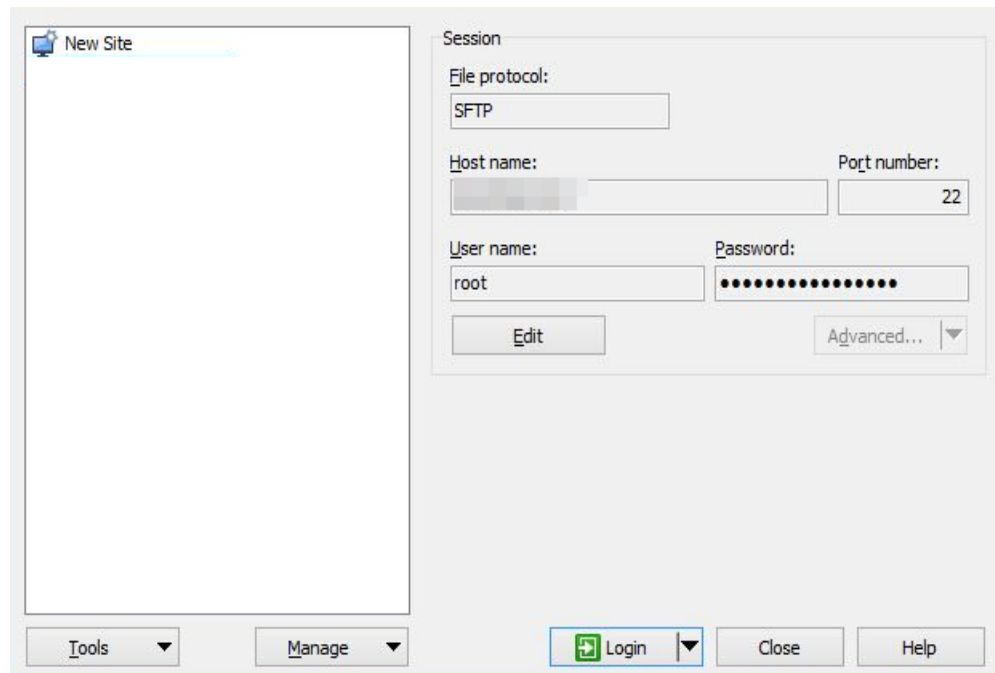 New Site
Session
File protocol:
SFTP
Host name:
Port number:
22
User name:
Password:
root
••••••••••••••••
Edit
Advanced...
Tools
Manage
Login
Close
Help